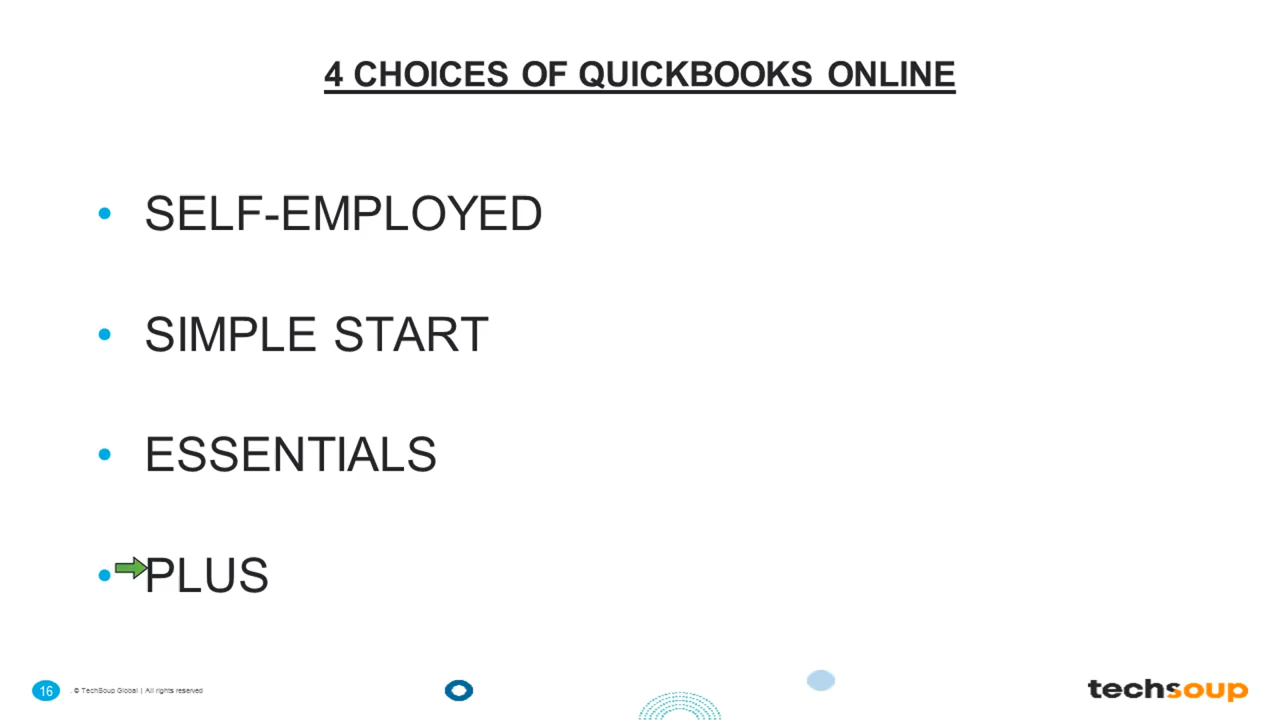 4 CHOICES OF QUICKBOOKS ONLINE
• SELF-EMPLOYED
• SIMPLE START
• ESSENTIALS
• PLUS
16 . © TechSoup Global | All rights reserved
techsoup